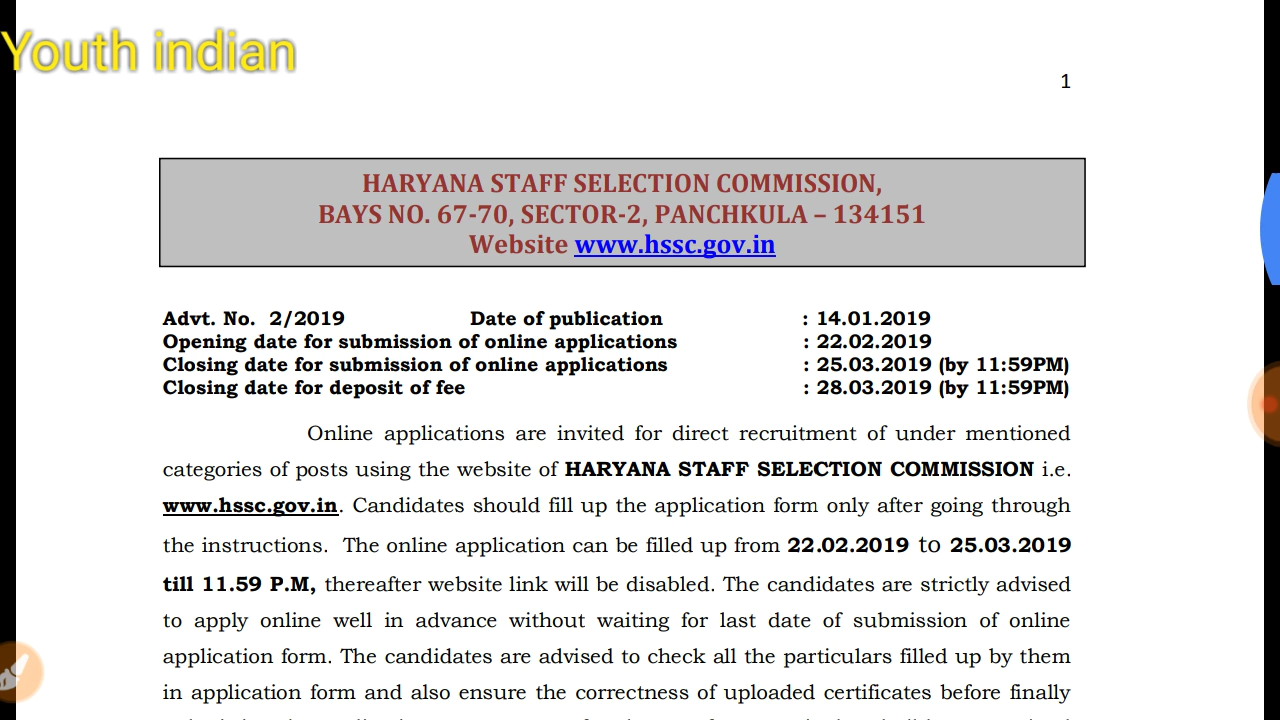 Youth indian
1
HARYANA STAFF SELECTION COMMISSION,
BAYS NO. 67-70, SECTOR-2, PANCHKULA – 134151
Website www.hssc.gov.in
Advt. No. 2/2019 Date of publication : 14.01.2019
Opening date for submission of online applications : 22.02.2019
Closing date for submission of online applications : 25.03.2019 (by 11:59PM)
Closing date for deposit of fee : 28.03.2019 (by 11:59PM)
Online applications are invited for direct recruitment of under mentioned
categories of posts using the website of HARYANA STAFF SELECTION COMMISSION i.e.
www.hssc.gov.in. Candidates should fill up the application form only after going through
the instructions. The online application can be filled up from 22.02.2019 to 25.03.2019
till 11.59 P.M, thereafter website link will be disabled. The candidates are strictly advised
to apply online well in advance without waiting for last date of submission of online
application form. The candidates are advised to check all the particulars filled up by them
in application form and also ensure the correctness of uploaded certificates before finally